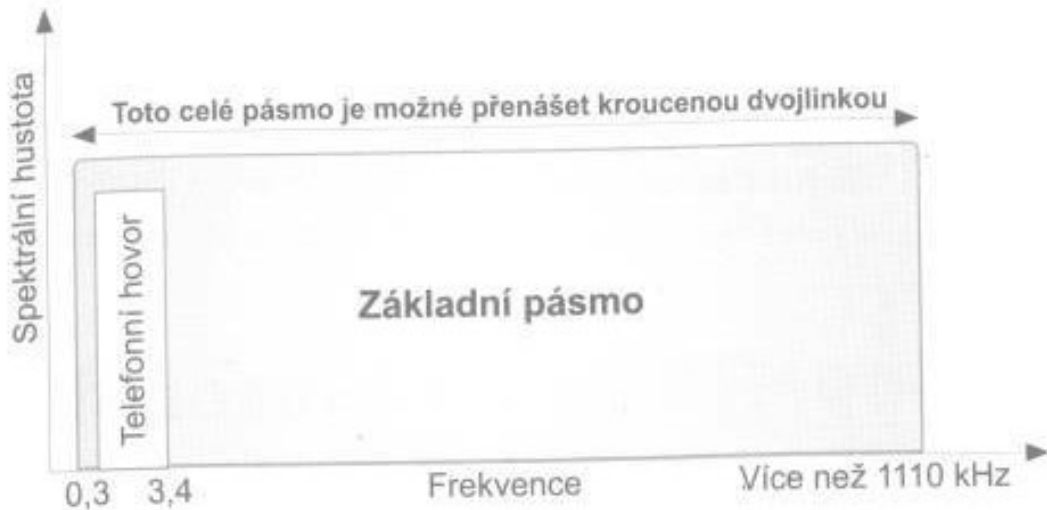 Spektrální hustota
Toto celé pásmo je možné přenášet kroucenou dvojlinkou
Telefonní hovor
Základní pásmo
0,3
3,4
Frekvence
Více než 1110 kHz